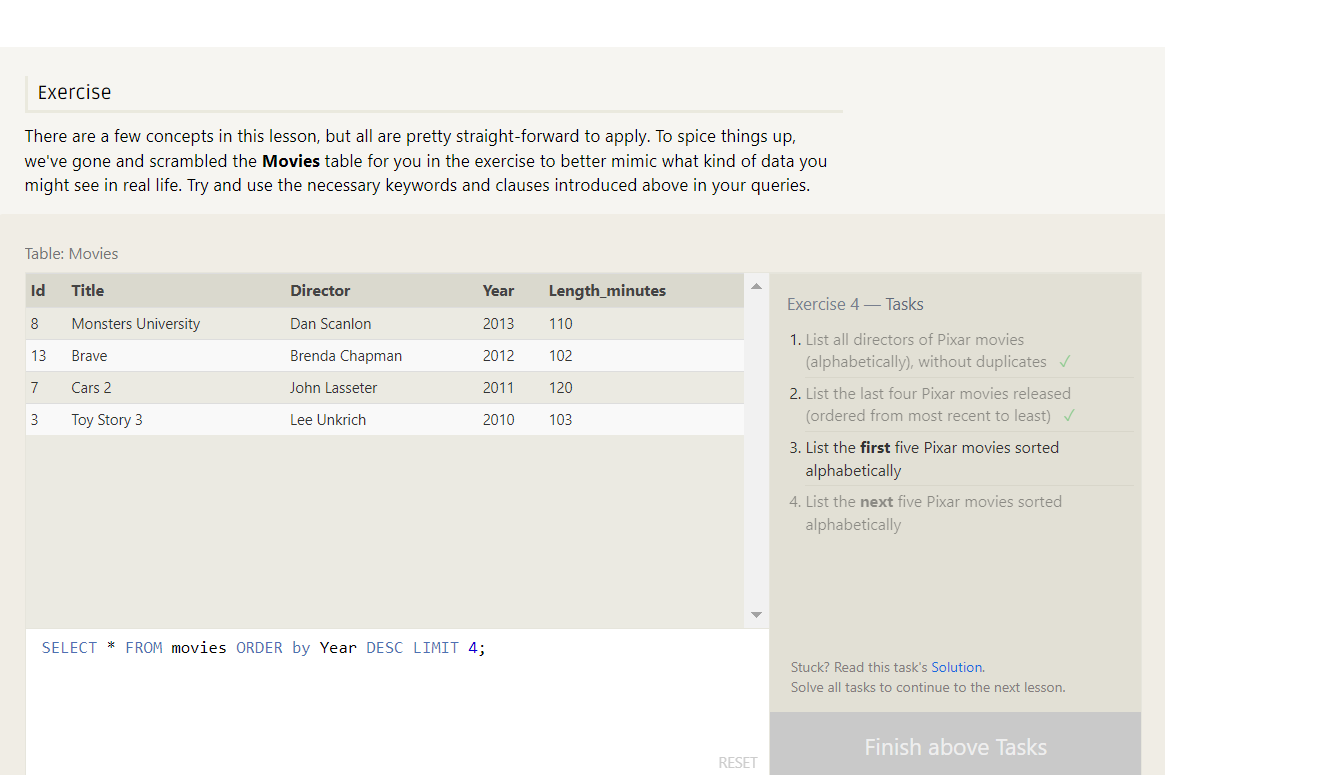 Exercise
There are a few concepts in this lesson, but all are pretty straight-forward to apply. To spice things up,
we've gone and scrambled the Movies table for you in the exercise to better mimic what kind of data you
might see in real life. Try and use the necessary keywords and clauses introduced above in your queries.
Table: Movies
Id Title Director Year Length_minutes
8 Monsters University Dan Scanlon 2013 110
13 Brave Brenda Chapman 2012 102
7 Cars 2 John Lasseter 2011 120
3 Toy Story 3 Lee Unkrich 2010 103
SELECT * FROM movies ORDER by Year DESC LIMIT 4;
RESET
Exercise 4 — Tasks
1. List all directors of Pixar movies
(alphabetically), without duplicates ✓
2. List the last four Pixar movies released
(ordered from most recent to least) ✓
3. List the first five Pixar movies sorted
alphabetically
4. List the next five Pixar movies sorted
alphabetically
Stuck? Read this task's Solution.
Solve all tasks to continue to the next lesson.
Finish above Tasks